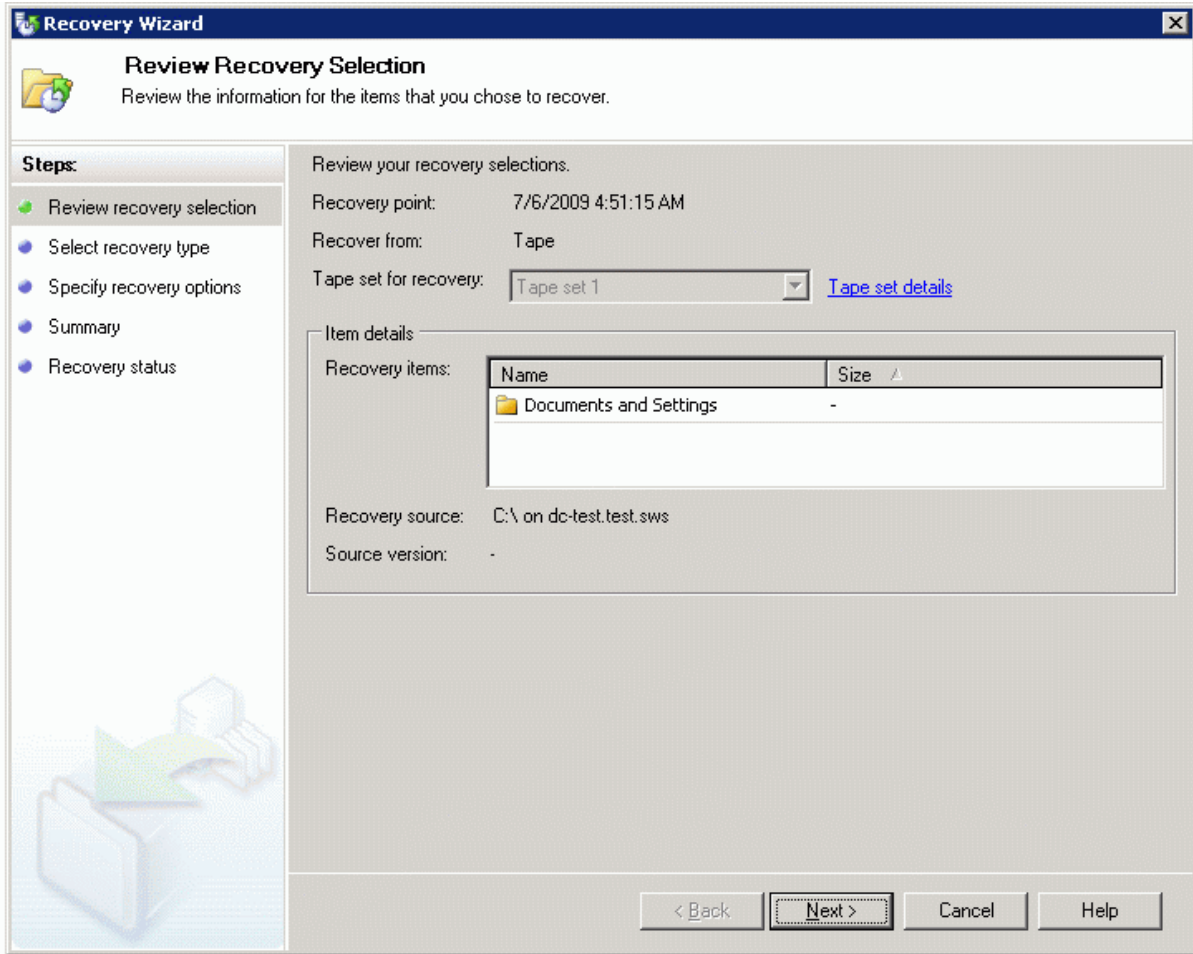 Recovery Wizard
Review Recovery Selection
Review the information for the items that you chose to recover.
Steps:
Review recovery selection
Select recovery type
Specify recovery options
Summary
Recovery status
Review your recovery selections.
Recovery point: 7/6/2009 4:51:15 AM
Recover from: Tape
Tape set for recovery: Tape set 1 Tape set details
Item details
Recovery items:
Name Size
Documents and Settings -
Recovery source: C:\ on dc-test.test.sws
Source version: -
< Back Next > Cancel Help